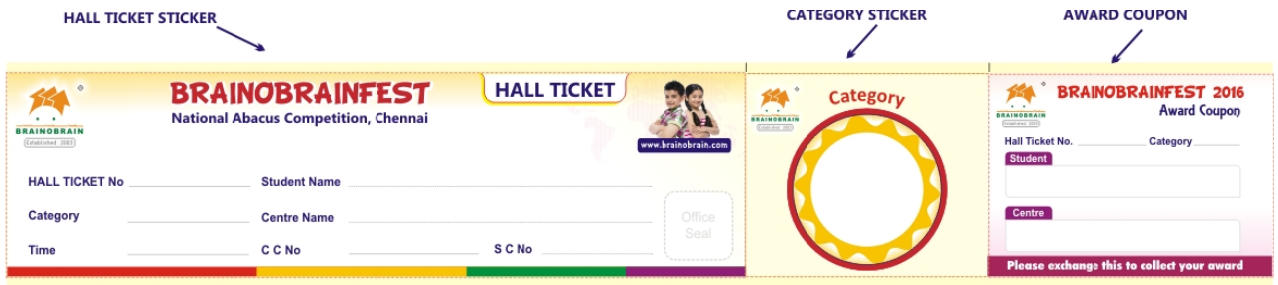 HALL TICKET STICKER
CATEGORY STICKER
AWARD COUPON
BRAINOBRAIN
Established 2003
BRAINOBRAINFEST
National Abacus Competition, Chennai
HALL TICKET
www.brainobrain.com
HALL TICKET No
Student Name
Category
Centre Name
Time
C C No
S C No
Office
Seal
BRAINOBRAIN
Established 2003
Category
BRAINOBRAIN
Established 2003
BRAINOBRAINFEST 2016
Award Coupon
Hall Ticket No.
Category
Student
Centre
Please exchange this to collect your award